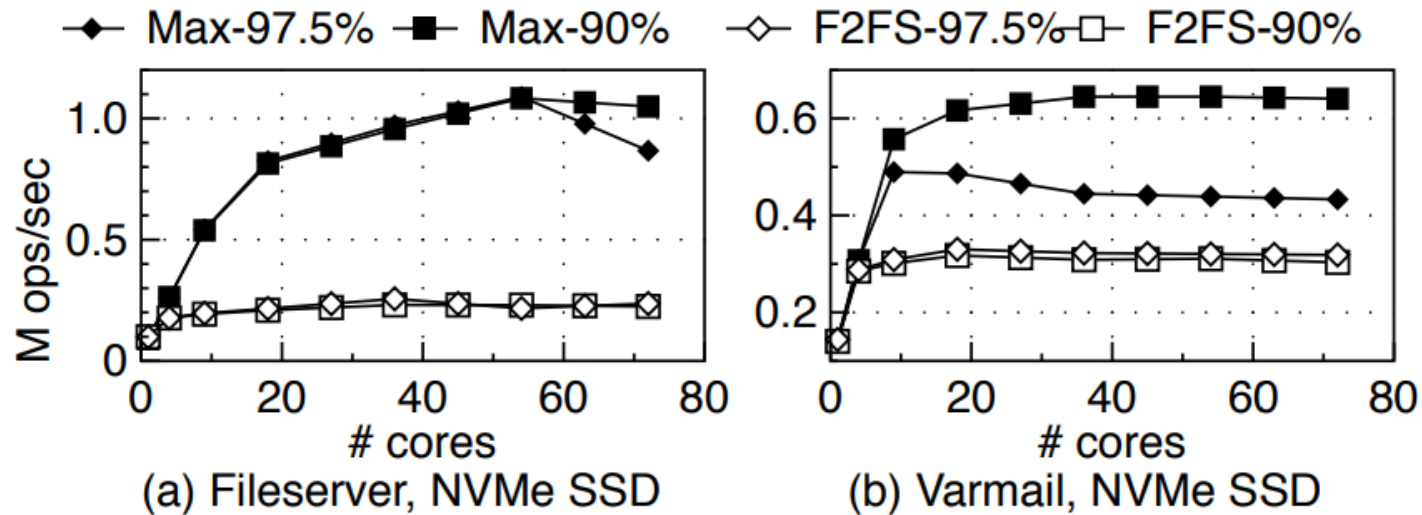 Max-97.5% Max-90% F2FS-97.5% F2FS-90%
M ops/sec
1.0
0.5
0
0 20 40 60 80
# cores
(a) Fileserver, NVMe SSD
0.6
0.4
0.2
0 20 40 60 80
# cores
(b) Varmail, NVMe SSD